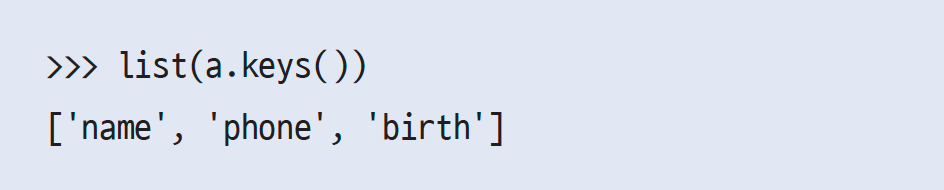 >>> list(a.keys())
['name', 'phone', 'birth']